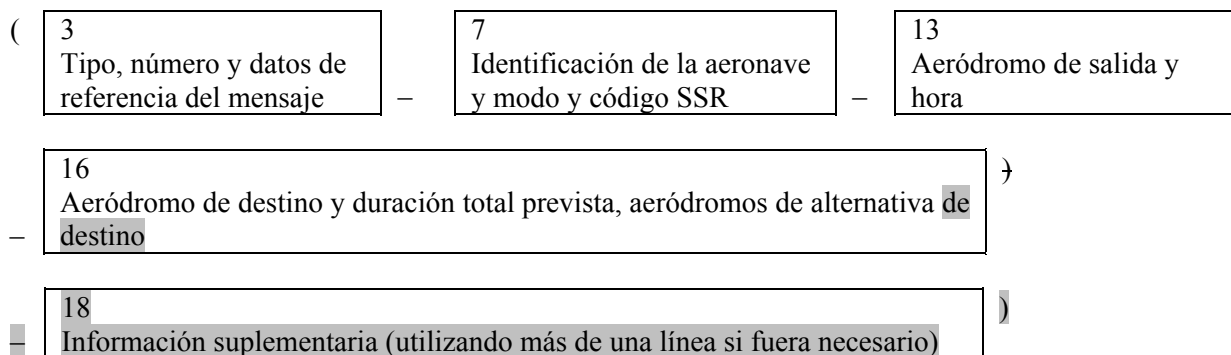 ( 3 7 13
Tipo, número y datos de Identificación de la aeronave Aeródromo de salida y
referencia del mensaje – y modo y código SSR – hora
16 )
Aeródromo de destino y duración total prevista, aeródromos de alternativa de
– destino
18 )
– Información suplementaria (utilizando más de una línea si fuera necesario)